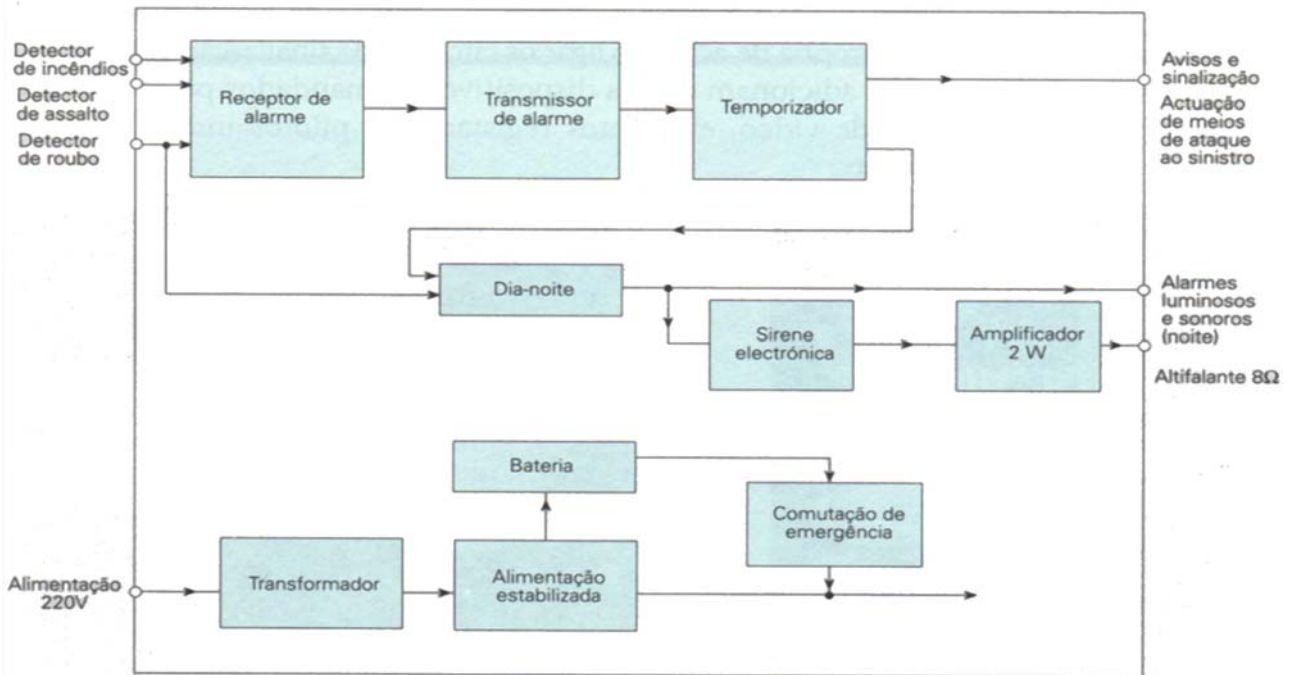 Detector
de incêndios
Detector
de assalto
Detector
de roubo
Receptor de
alarme
Transmissor
de alarme
Temporizador
Avisos e
sinalização
Actuação
de meios
de ataque
ao sinistro
Dia-noite
Sirene
electrónica
Amplificador
2 W
Alarmes
luminosos
e sonoros
(noite)
Altifalante 8Ω
Bateria
Comutação de
emergência
Alimentação
220V
Transformador
Alimentação
estabilizada